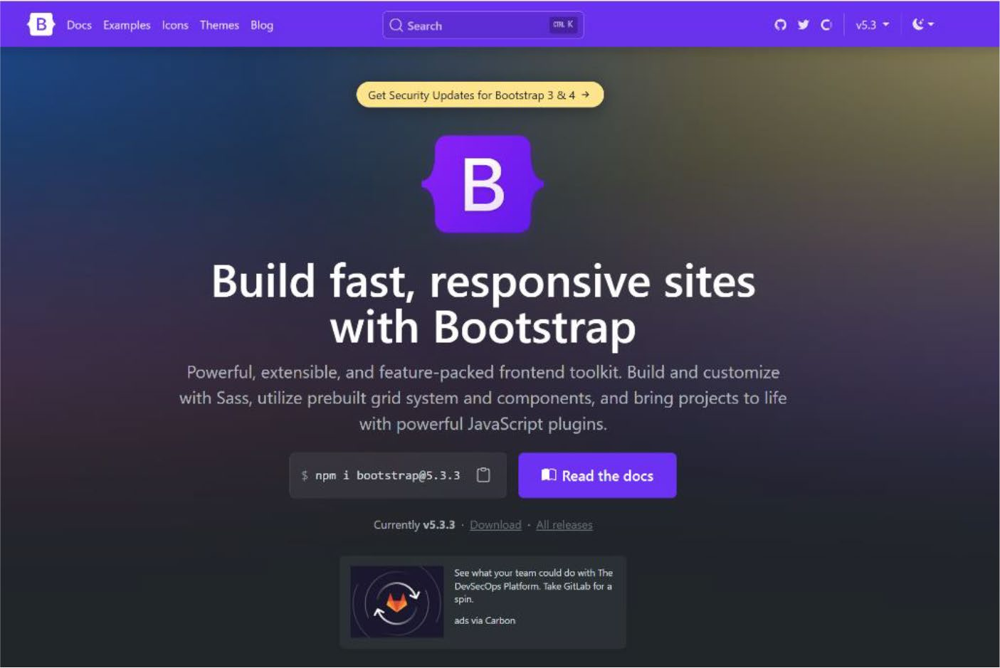 B Docs Examples Icons Themes Blog Search CTRL K v5.3
Get Security Updates for Bootstrap 3 & 4 →
B
Build fast, responsive sites
with Bootstrap
Powerful, extensible, and feature-packed frontend toolkit. Build and customize
with Sass, utilize prebuilt grid system and components, and bring projects to life
with powerful JavaScript plugins.
$ npm i bootstrap@5.3.3 Read the docs
Currently v5.3.3 · Download · All releases
See what your team could do with The
DevSecOps Platform. Take GitLab for a
spin.
ads via Carbon